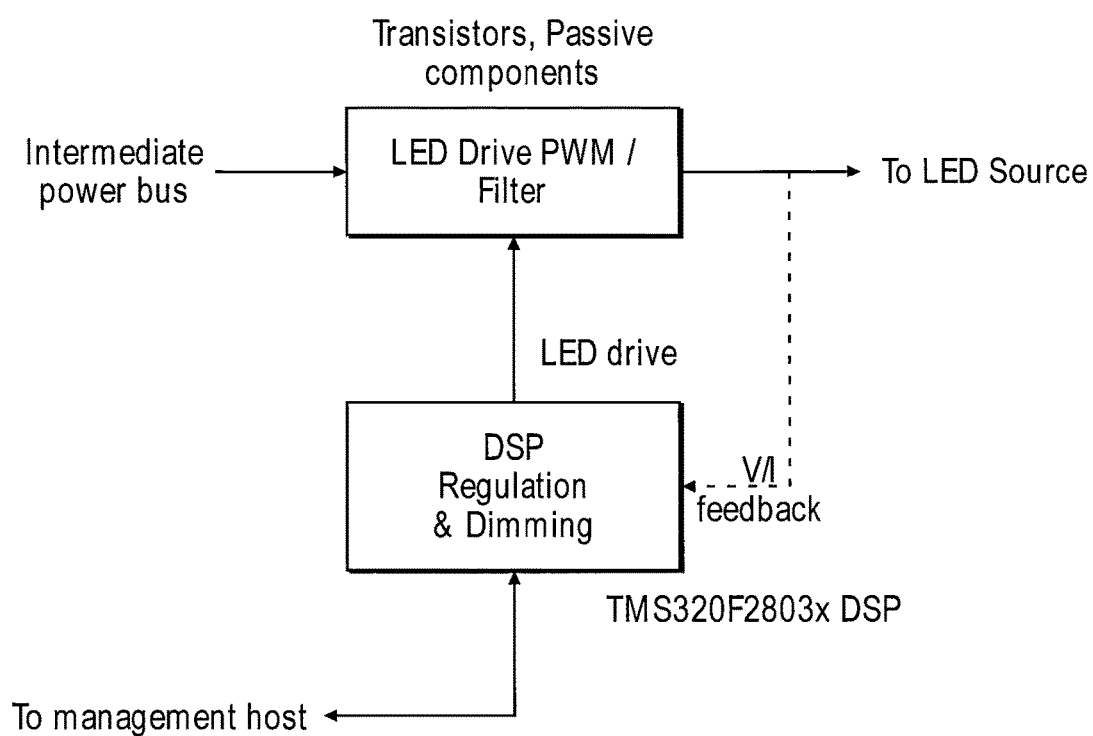 Transistors, Passive
components
Intermediate
power bus
LED Drive PWM /
Filter
To LED Source
LED drive
DSP
Regulation
& Dimming
V/I
feedback
TMS320F2803x DSP
To management host